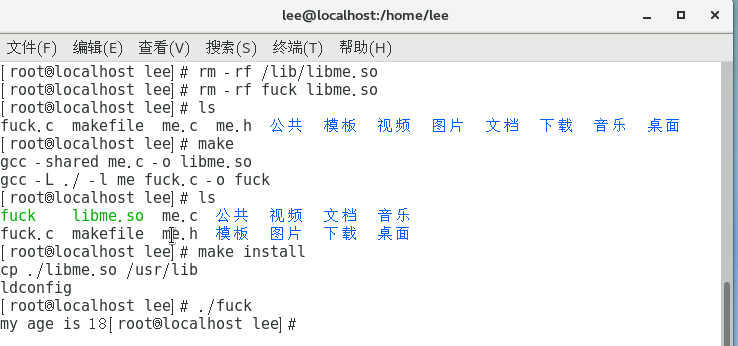 lee@localhost:/home/lee
文件(F) 编辑(E) 查看(V) 搜索(S) 终端(T) 帮助(H)
[root@localhost lee]# rm -rf /lib/libme.so
[root@localhost lee]# rm -rf fuck libme.so
[root@localhost lee]# ls
fuck.c makefile me.c me.h 公共 模板 视频 图片 文档 下载 音乐 桌面
[root@localhost lee]# make
gcc -shared me.c -o libme.so
gcc -L ./ -l me fuck.c -o fuck
[root@localhost lee]# ls
fuck libme.so me.c 公共 视频 文档 音乐
fuck.c makefile me.h 模板 图片 下载 桌面
[root@localhost lee]# make install
cp ./libme.so /usr/lib
ldconfig
[root@localhost lee]# ./fuck
my age is 18[root@localhost lee]#